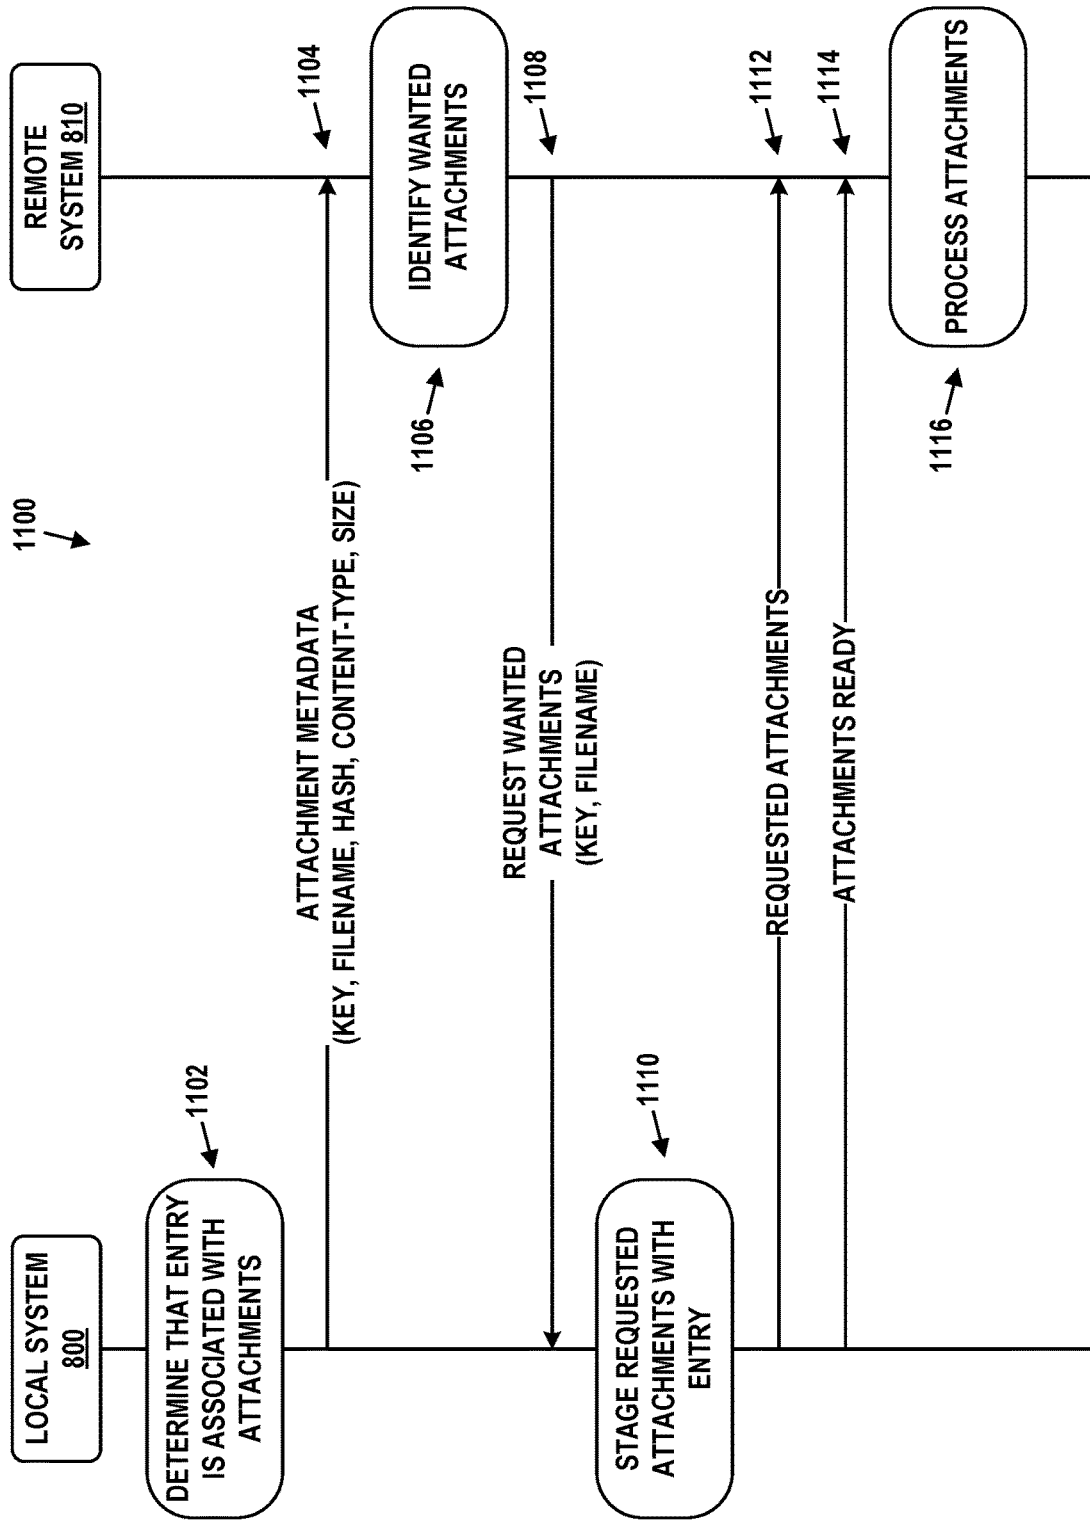 1100
LOCAL SYSTEM
800
REMOTE
SYSTEM 810
DETERMINE THAT ENTRY
IS ASSOCIATED WITH
ATTACHMENTS
1102
ATTACHMENT METADATA
(KEY, FILENAME, HASH, CONTENT-TYPE, SIZE)
1104
IDENTIFY WANTED
ATTACHMENTS
1106
REQUEST WANTED
ATTACHMENTS
(KEY, FILENAME)
1108
STAGE REQUESTED
ATTACHMENTS WITH
ENTRY
1110
REQUESTED ATTACHMENTS
1112
ATTACHMENTS READY
1114
PROCESS ATTACHMENTS
1116